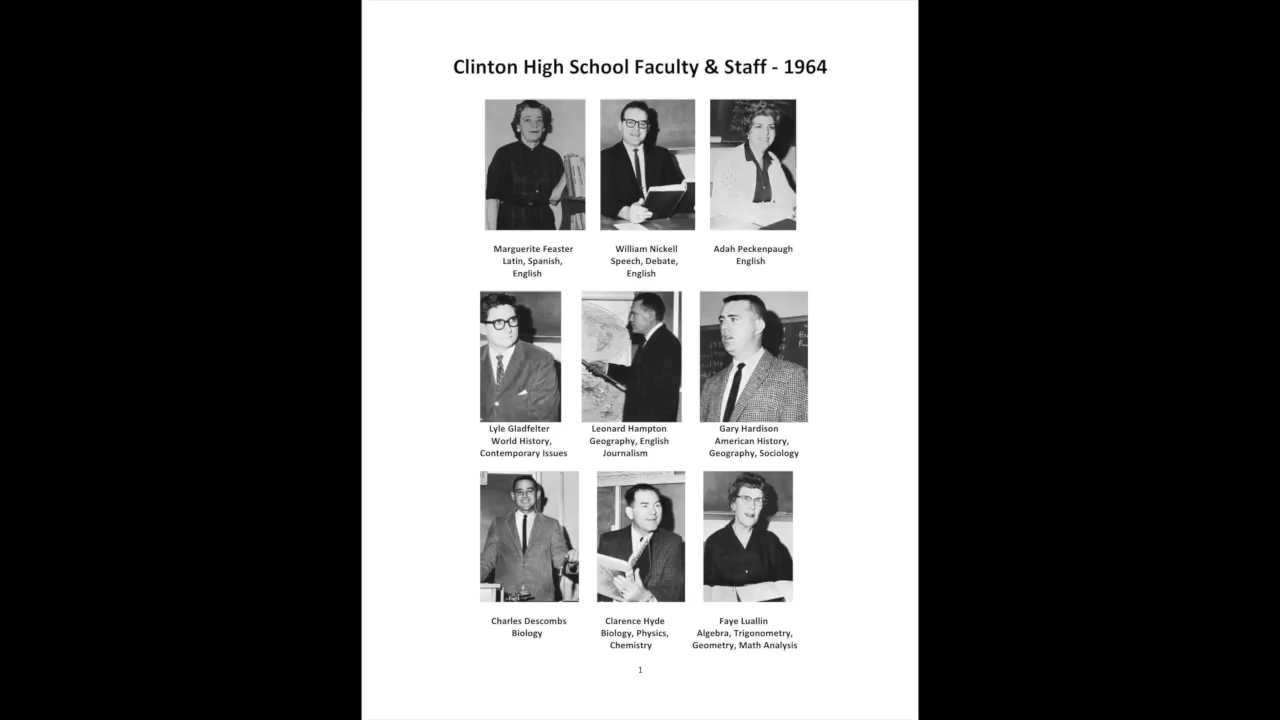 Clinton High School Faculty & Staff - 1964
Marguerite Feaster
Latin, Spanish,
English
William Nickell
Speech, Debate,
English
Adah Peckenpaugh
English
Lyle Gladfelter
World History,
Contemporary Issues
Leonard Hampton
Geography, English
Journalism
Gary Hardison
American History,
Geography, Sociology
Charles Descombs
Biology
Clarence Hyde
Biology, Physics,
Chemistry
Faye Luallin
Algebra, Trigonometry,
Geometry, Math Analysis
1